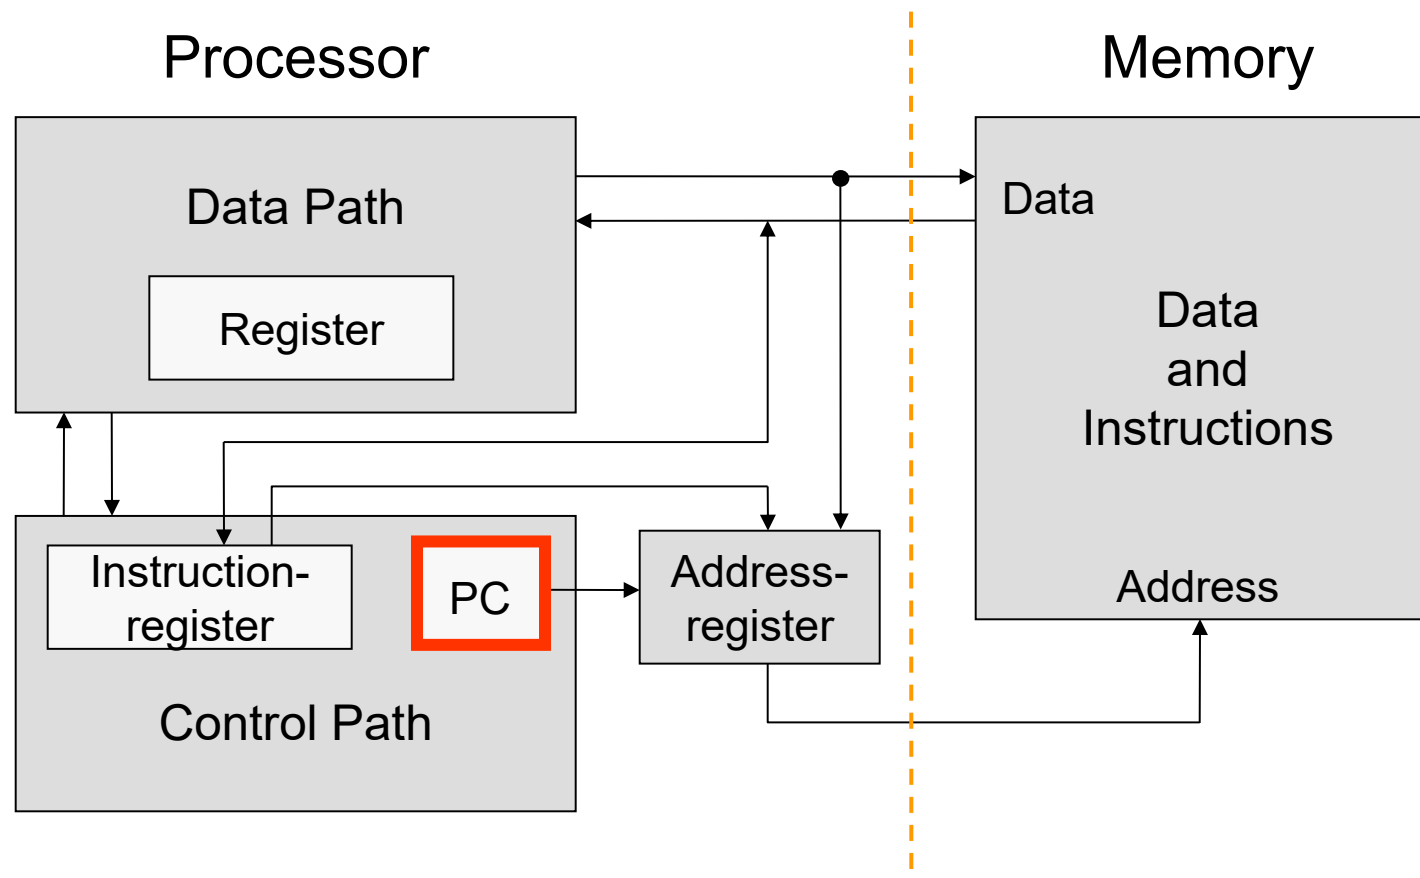 Processor
Memory
Data Path
Register
Data
Data
and
Instructions
Address
Instruction-
register
PC
Address-
register
Control Path